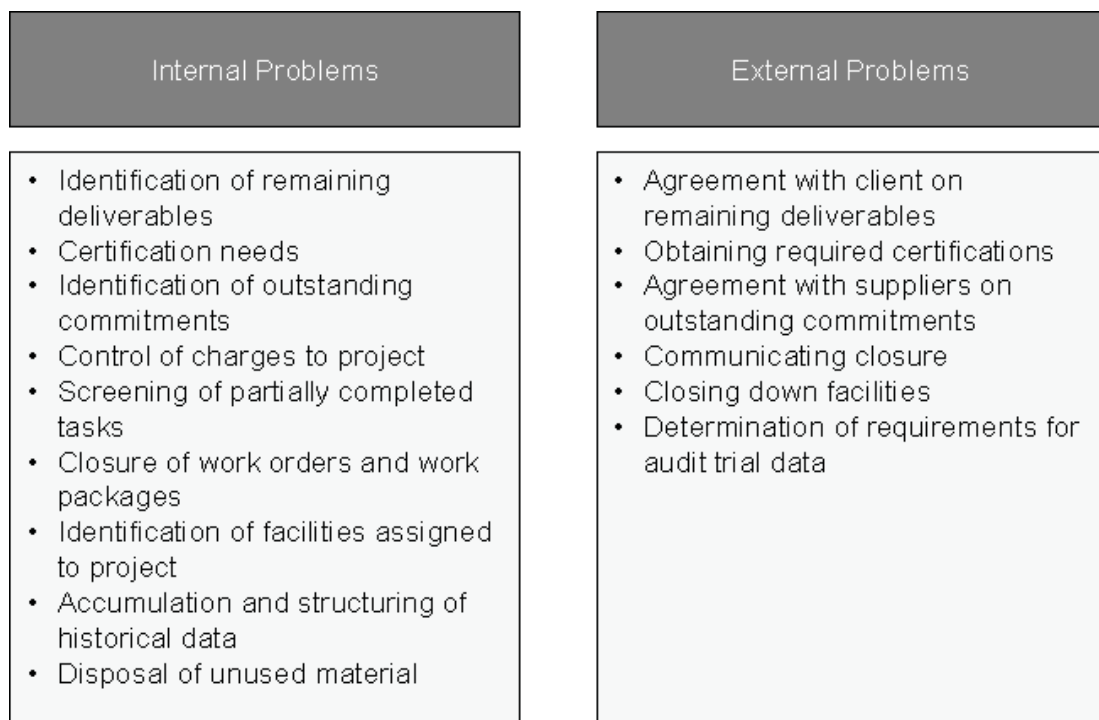 Internal Problems
• Identification of remaining
deliverables
• Certification needs
• Identification of outstanding
commitments
• Control of charges to project
• Screening of partially completed
tasks
• Closure of work orders and work
packages
• Identification of facilities assigned
to project
• Accumulation and structuring of
historical data
• Disposal of unused material
External Problems
• Agreement with client on
remaining deliverables
• Obtaining required certifications
• Agreement with suppliers on
outstanding commitments
• Communicating closure
• Closing down facilities
• Determination of requirements for
audit trial data